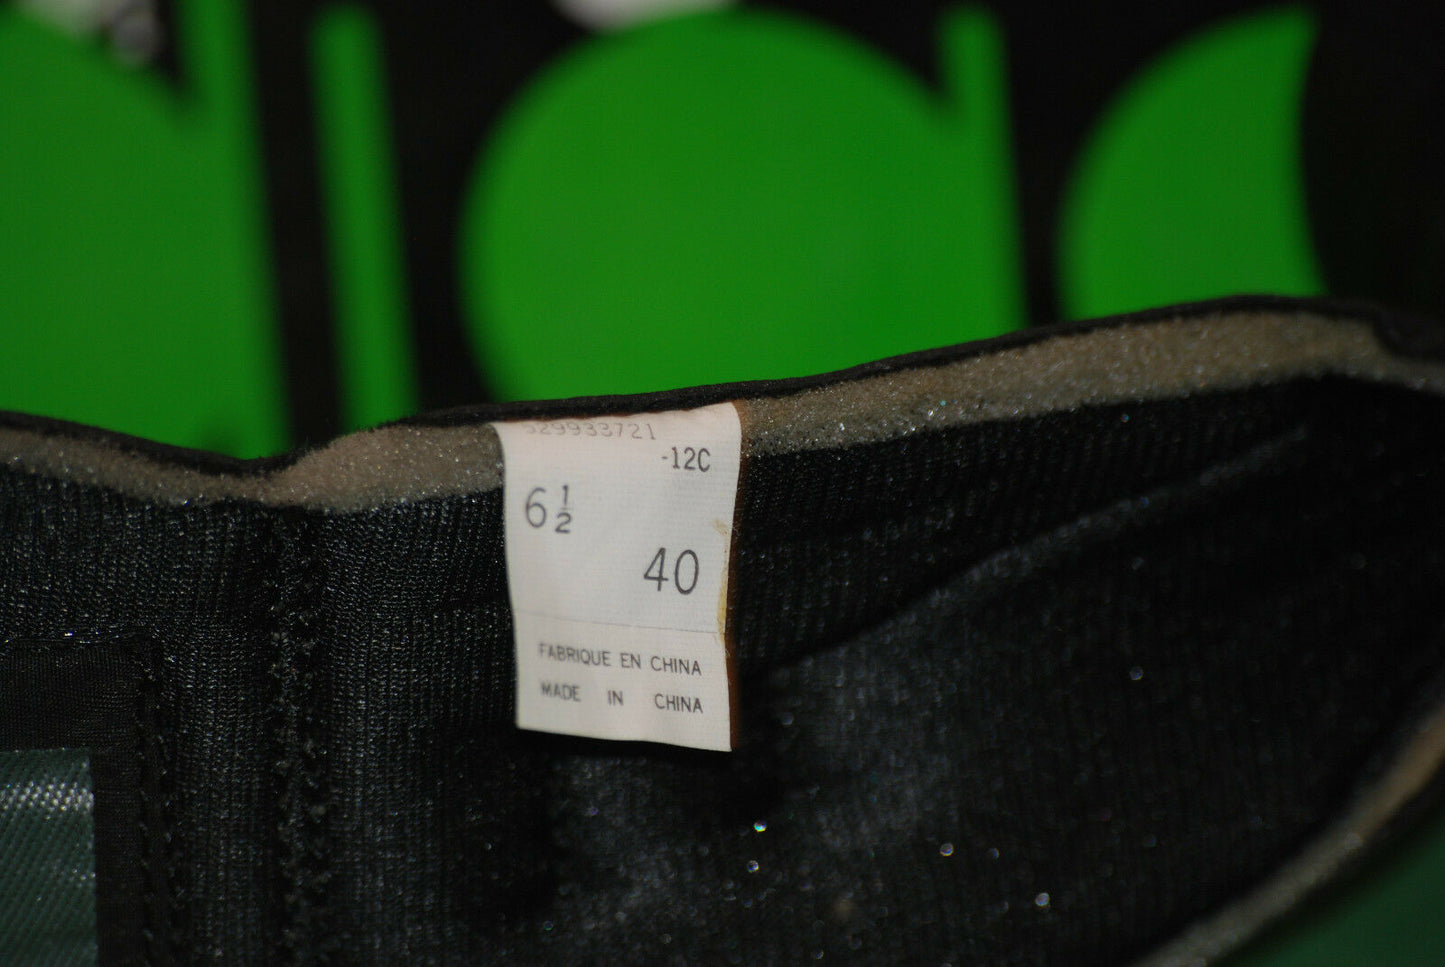 529933721
-12C
6 1/2
40
FABRIQUE EN CHINA
MADE IN CHINA